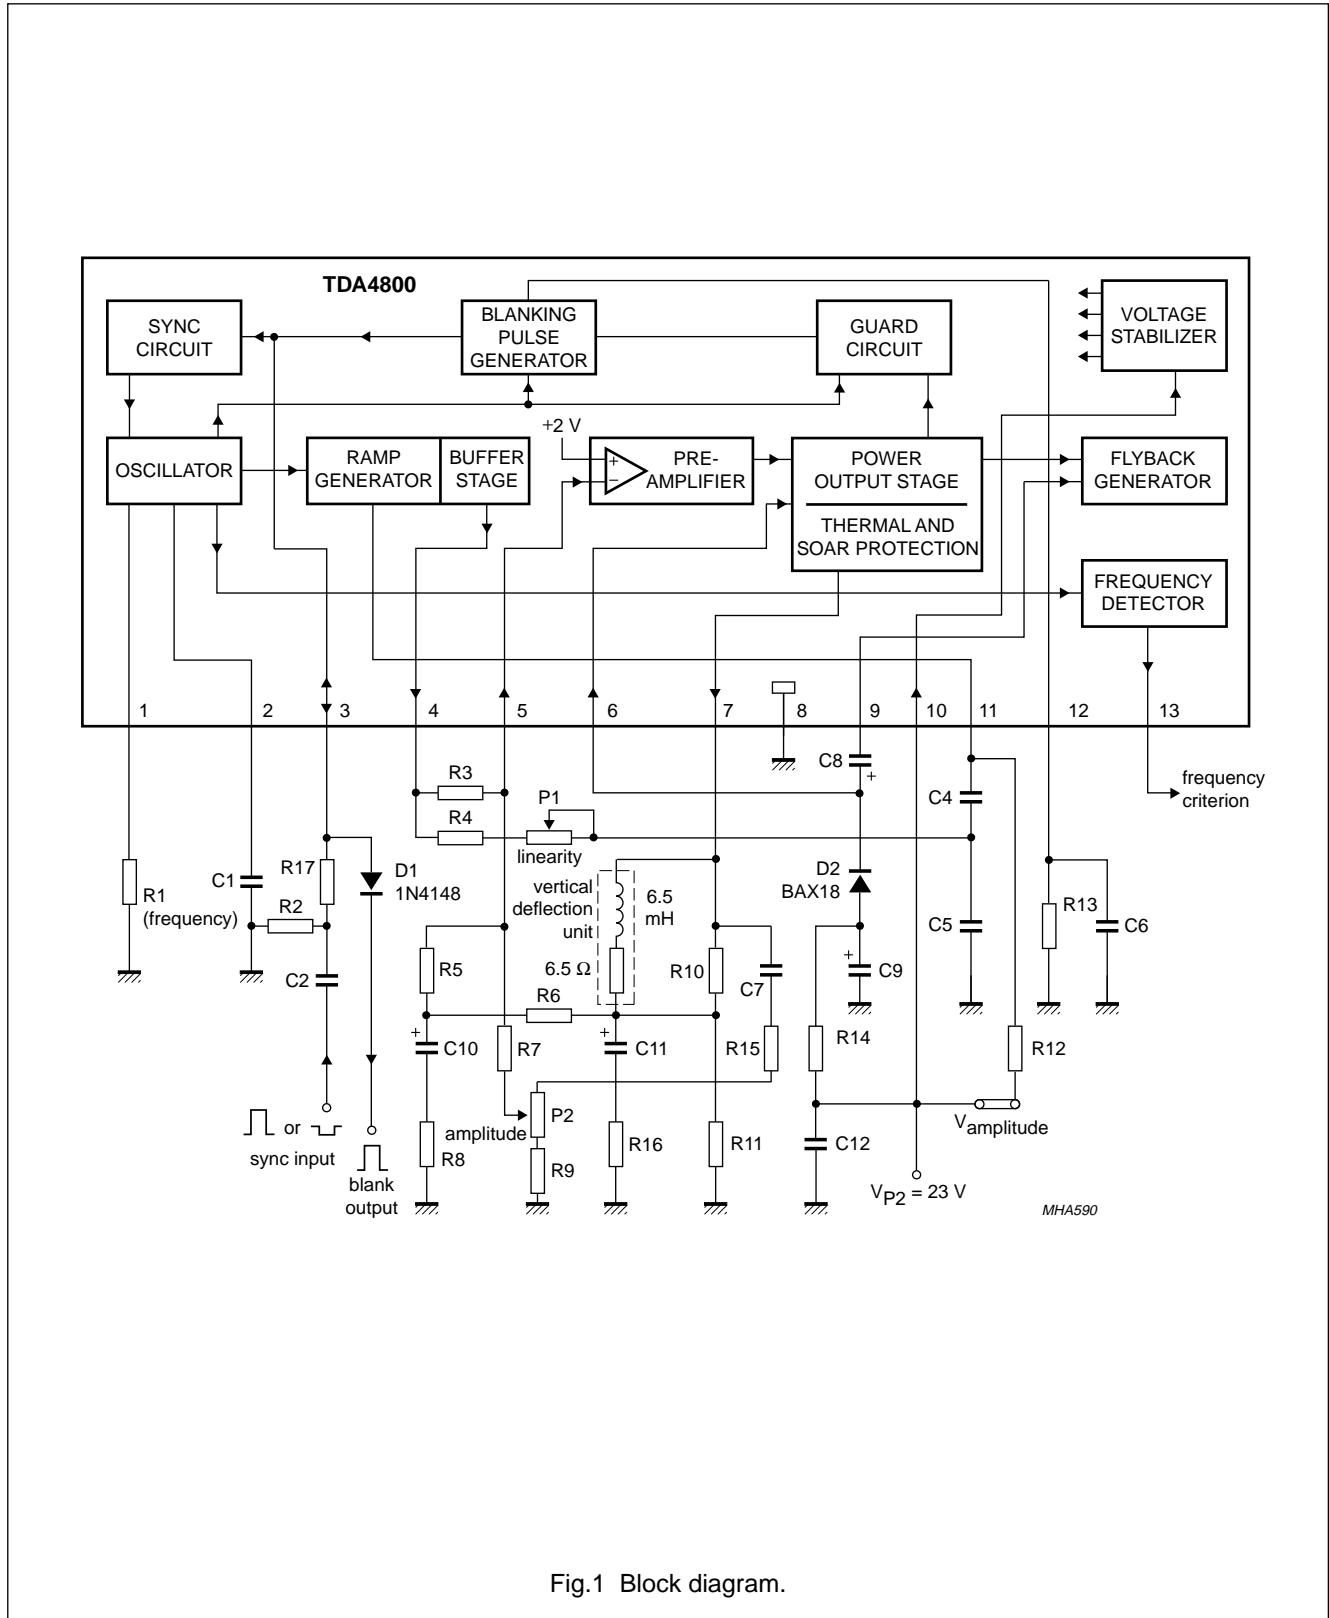 TDA4800
SYNC
CIRCUIT
BLANKING
PULSE
GENERATOR
GUARD
CIRCUIT
VOLTAGE
STABILIZER
OSCILLATOR
RAMP
GENERATOR
BUFFER
STAGE
+2 V
+
−
PRE-
AMPLIFIER
POWER
OUTPUT STAGE
THERMAL AND
SOAR PROTECTION
FLYBACK
GENERATOR
FREQUENCY
DETECTOR
1 2 3 4 5 6 7 8 9 10 11 12 13
R1
(frequency)
C1
R2
R17
C2
D1
1N4148
R3
R4
P1
linearity
vertical
deflection
unit
6.5
mH
6.5 Ω
C8
+
D2
BAX18
C4
C5
frequency
criterion
R13
C6
R5
R6
R10
C7
+
C9
+
C10
R7
+
C11
R15
R14
R12
or
sync input
blank
output
R8
amplitude
P2
R9
R16
R11
C12
Vamplitude
VP2 = 23 V
MHA590
Fig.1 Block diagram.